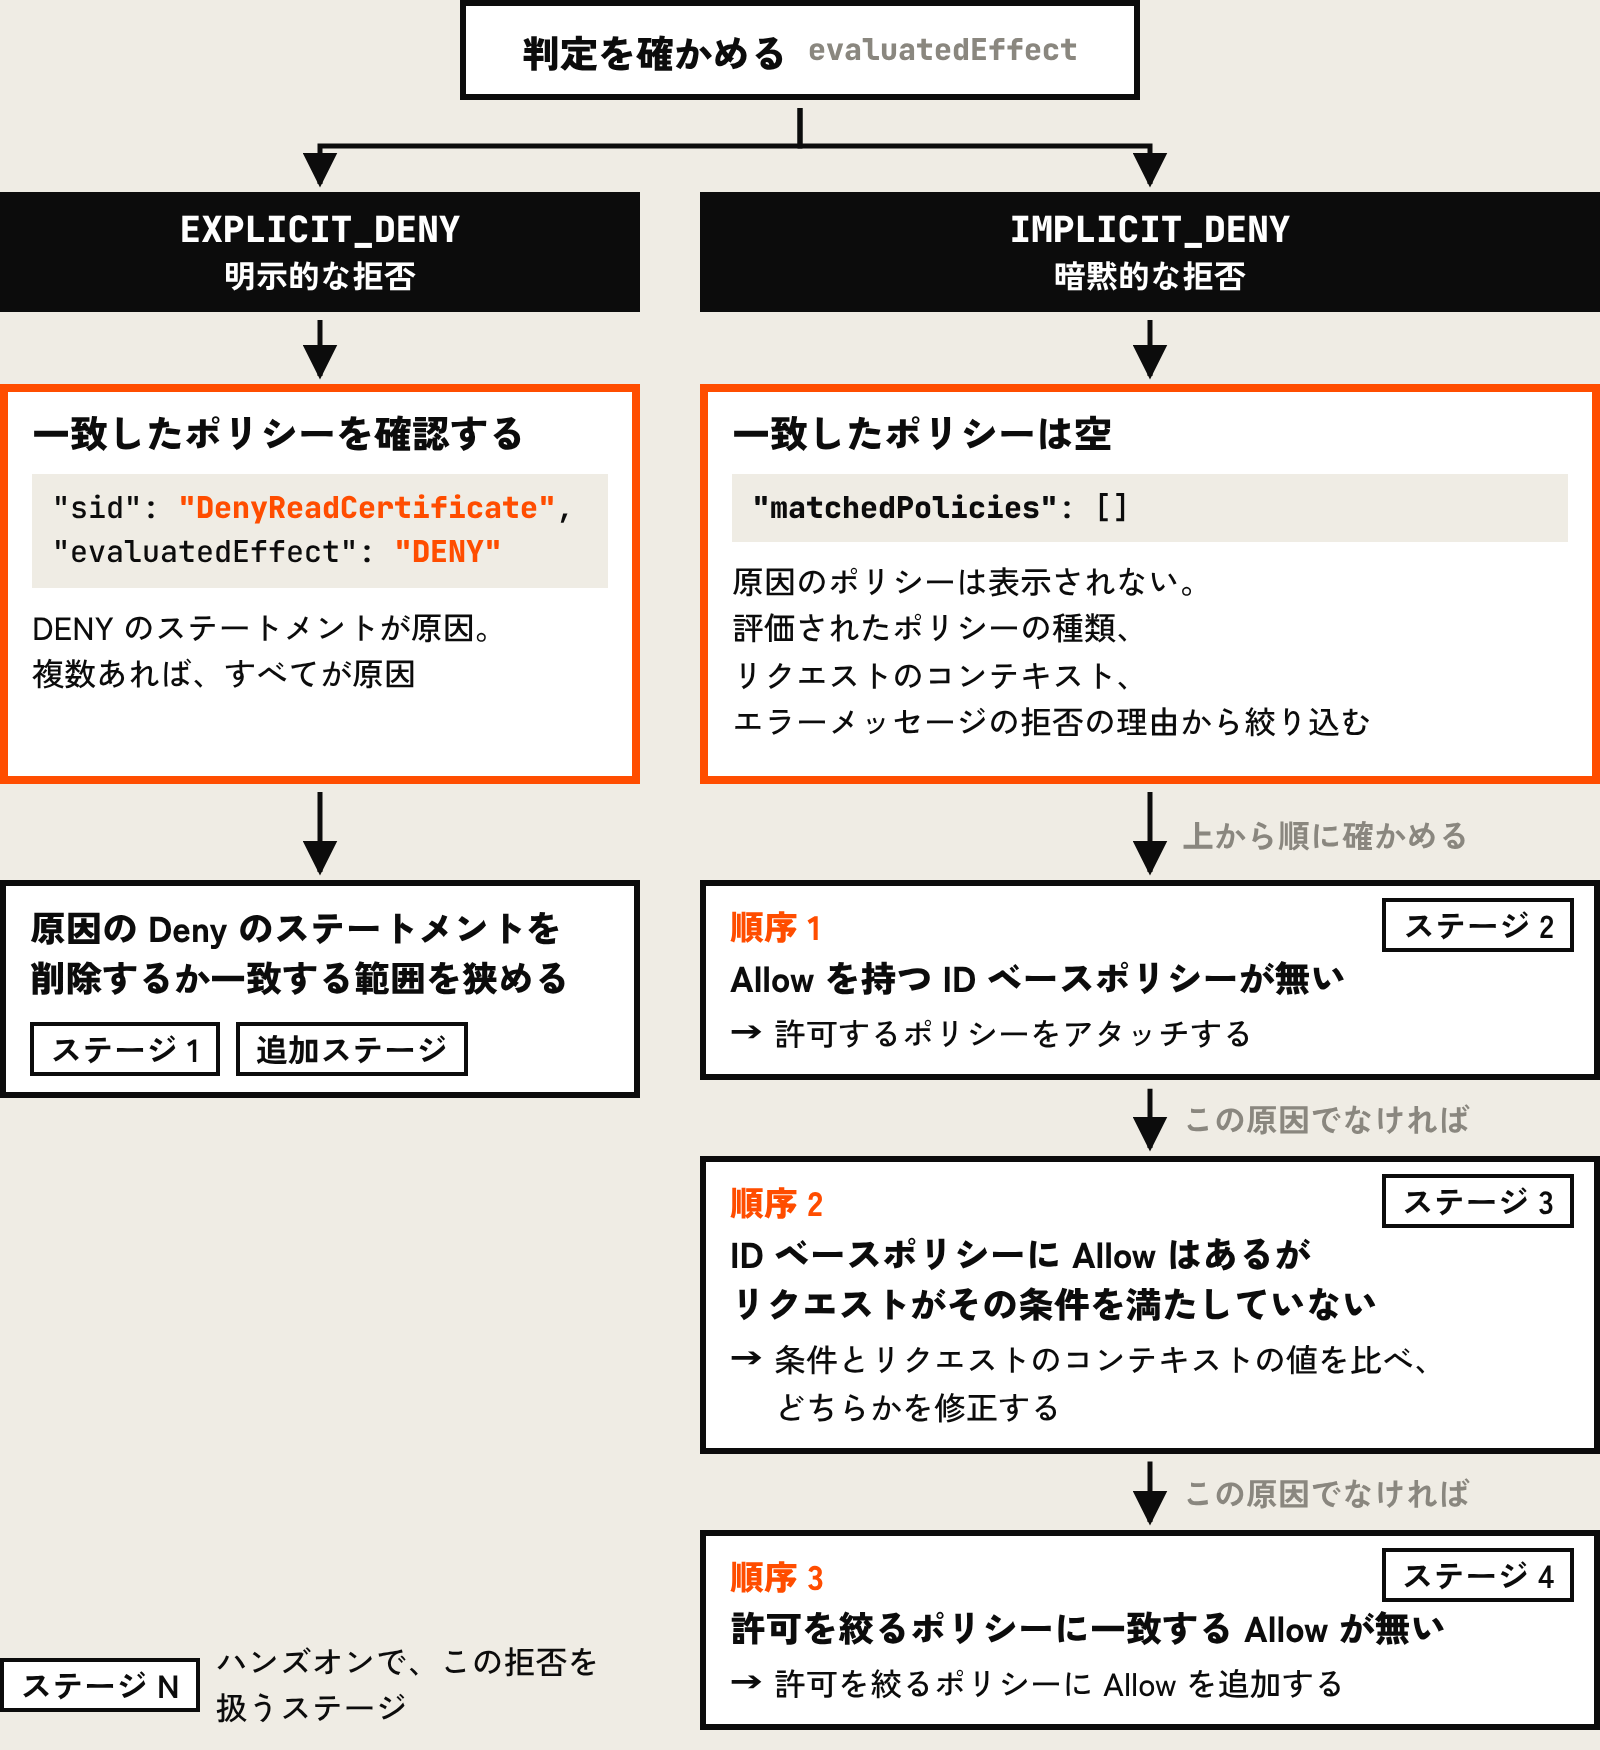 判定を確かめる evaluatedEffect
EXPLICIT_DENY
明示的な拒否
一致したポリシーを確認する
"sid": "DenyReadCertificate",
"evaluatedEffect": "DENY"
DENY のステートメントが原因。
複数あれば、すべてが原因
原因の Deny のステートメントを
削除するか一致する範囲を狭める
ステージ 1
追加ステージ
IMPLICIT_DENY
暗黙的な拒否
一致したポリシーは空
"matchedPolicies": []
原因のポリシーは表示されない。
評価されたポリシーの種類、
リクエストのコンテキスト、
エラーメッセージの拒否の理由から絞り込む
上から順に確かめる
順序 1
ステージ 2
Allow を持つ ID ベースポリシーが無い
→ 許可するポリシーをアタッチする
この原因でなければ
順序 2
ステージ 3
ID ベースポリシーに Allow はあるが
リクエストがその条件を満たしていない
→ 条件とリクエストのコンテキストの値を比べ、
どちらかを修正する
この原因でなければ
順序 3
ステージ 4
許可を絞るポリシーに一致する Allow が無い
→ 許可を絞るポリシーに Allow を追加する
ステージ N
ハンズオンで、この拒否を
扱うステージ